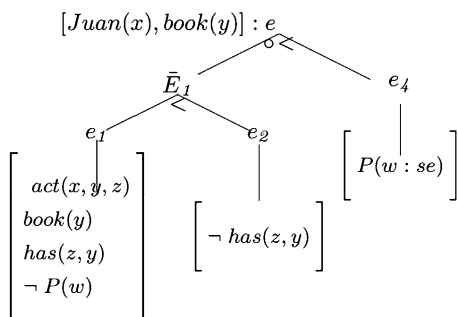 [Juan(x), book(y)] : e
∘<
Ē₁ e₄
<
e₁ e₂
act(x, y, z)
book(y)
has(z, y)
¬ P(w)
¬ has(z, y)
P(w : se)